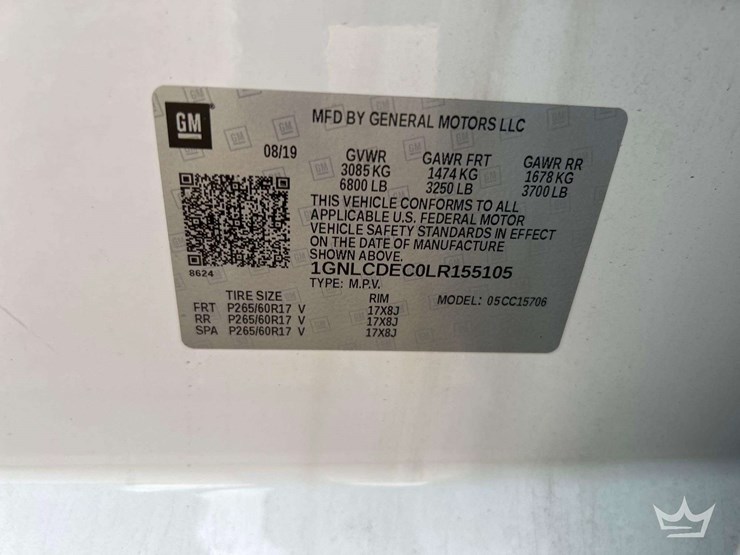 GM
MFD BY GENERAL MOTORS LLC
08/19 GVWR GAWR FRT GAWR RR
3085 KG 1474 KG 1678 KG
6800 LB 3250 LB 3700 LB
THIS VEHICLE CONFORMS TO ALL
APPLICABLE U.S. FEDERAL MOTOR
VEHICLE SAFETY STANDARDS IN EFFECT
ON THE DATE OF MANUFACTURE
SHOWN ABOVE.
8624
1GNLCDEC0LR155105
TYPE: M.P.V.
TIRE SIZE RIM MODEL: 05CC15706
FRT P265/60R17 V 17X8J
RR P265/60R17 V 17X8J
SPA P265/60R17 V 17X8J